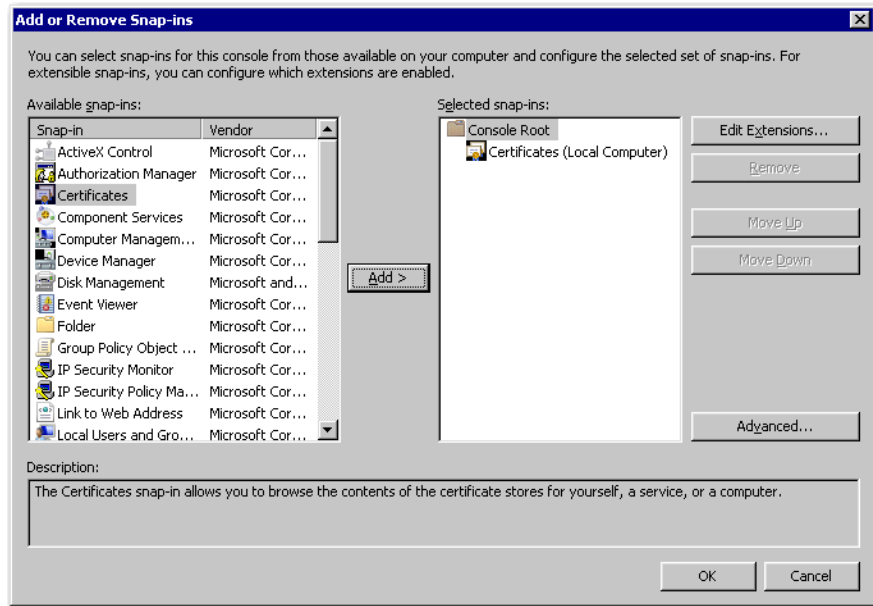 Add or Remove Snap-ins
You can select snap-ins for this console from those available on your computer and configure the selected set of snap-ins. For
extensible snap-ins, you can configure which extensions are enabled.
Available snap-ins:
Snap-in Vendor
ActiveX Control Microsoft Cor...
Authorization Manager Microsoft Cor...
Certificates Microsoft Cor...
Component Services Microsoft Cor...
Computer Managem... Microsoft Cor...
Device Manager Microsoft Cor...
Disk Management Microsoft and...
Event Viewer Microsoft Cor...
Folder Microsoft Cor...
Group Policy Object ... Microsoft Cor...
IP Security Monitor Microsoft Cor...
IP Security Policy Ma... Microsoft Cor...
Link to Web Address Microsoft Cor...
Local Users and Gro... Microsoft Cor...
Add >
Selected snap-ins:
Console Root
Certificates (Local Computer)
Edit Extensions...
Remove
Move Up
Move Down
Advanced...
Description:
The Certificates snap-in allows you to browse the contents of the certificate stores for yourself, a service, or a computer.
OK
Cancel